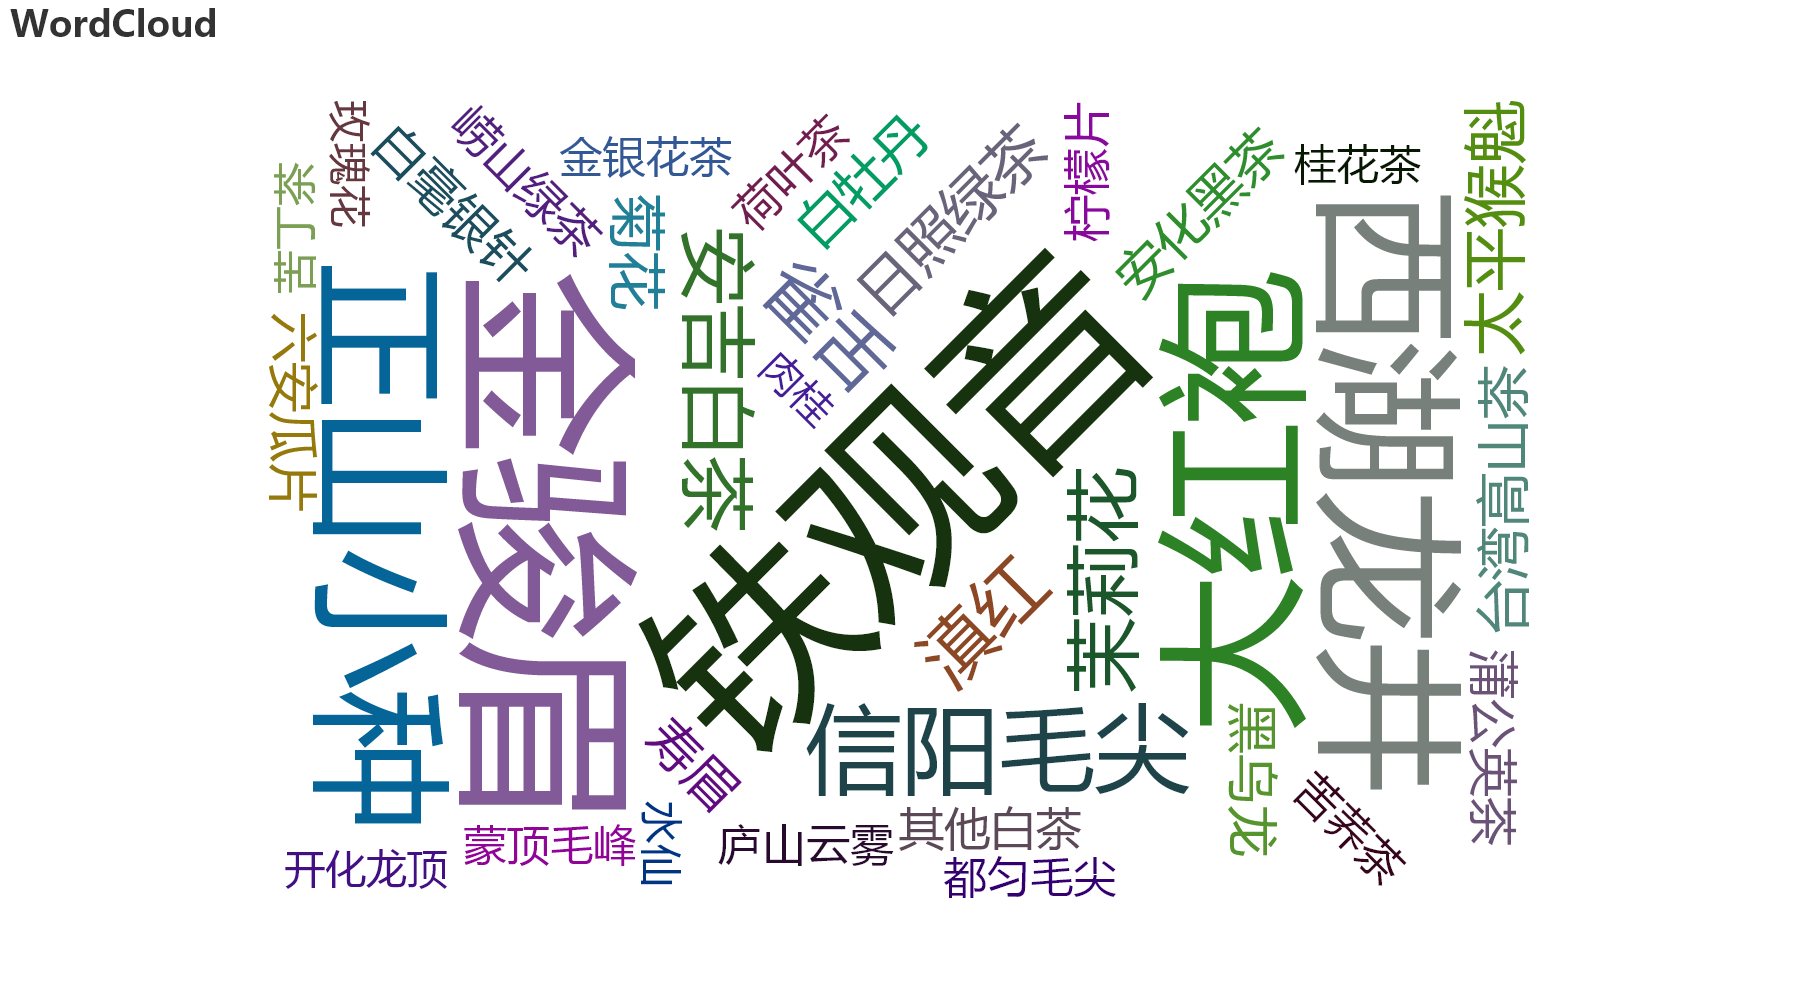 WordCloud
玫瑰花
白毫银针
崂山绿茶
金银花茶
荷叶茶
白牡丹
日照绿茶
柠檬片
安化黑茶
桂花茶
太平猴魁
苦丁茶
菊花
安吉白茶
雀舌
肉桂
铁观音
大红袍
西湖龙井
正山小种
金骏眉
六安瓜片
台湾高山茶
滇红
茉莉花
信阳毛尖
寿眉
黑乌龙
蒲公英茶
苦荞茶
水仙
蒙顶毛峰
开化龙顶
庐山云雾
其他白茶
都匀毛尖